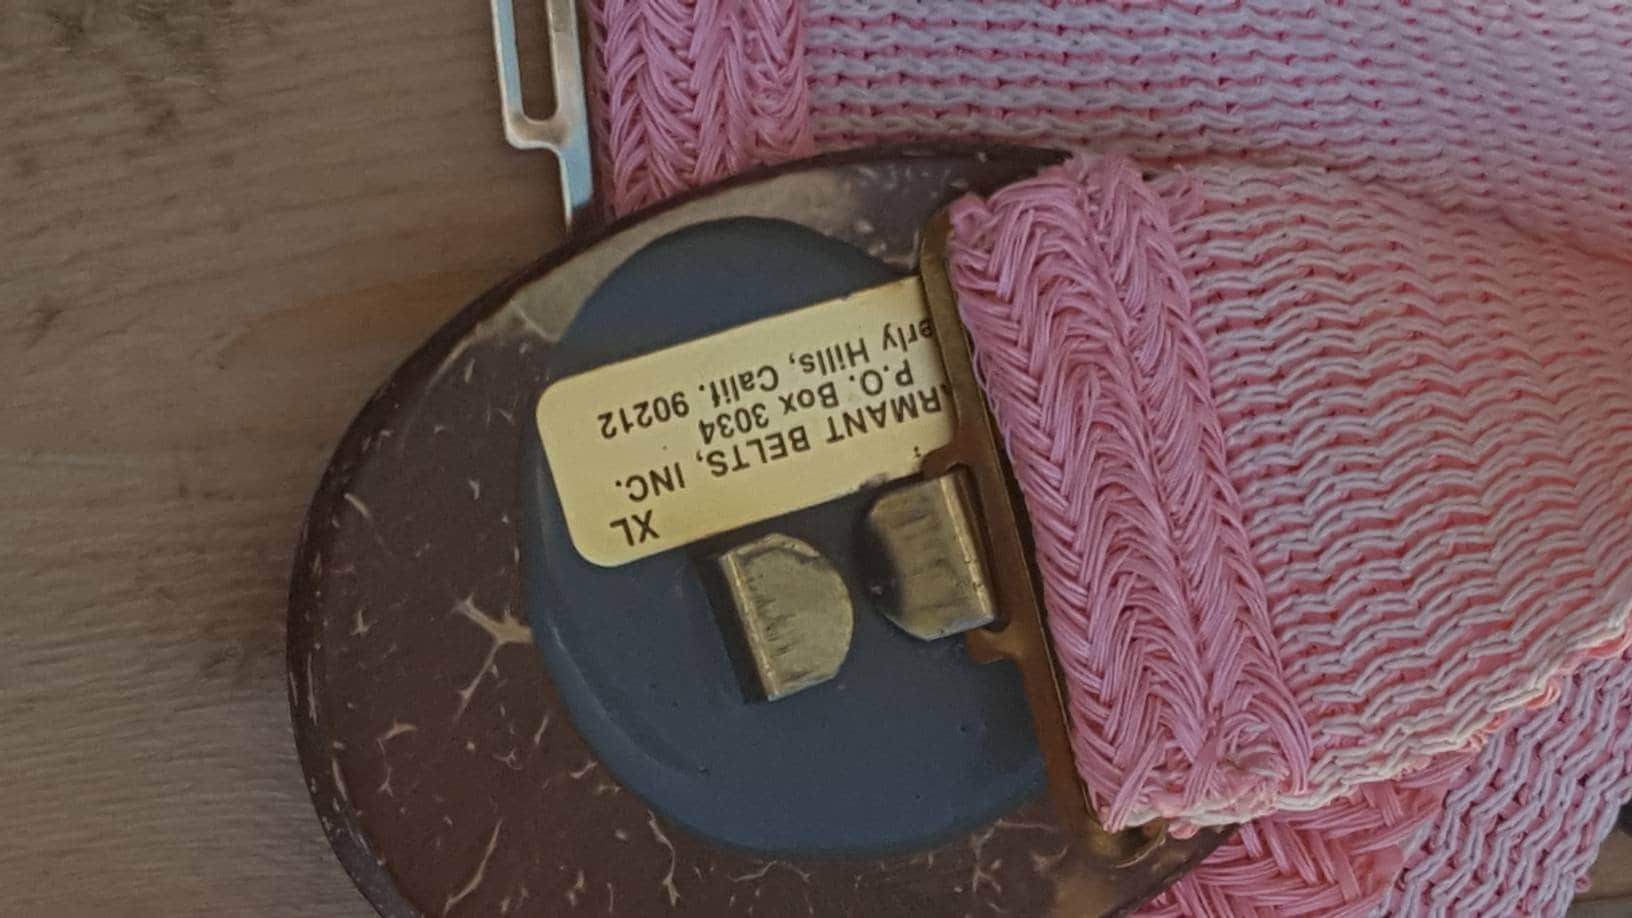 XL
RMANT BELTS, INC.
P.O. Box 3034
erly Hills, Calif. 90212